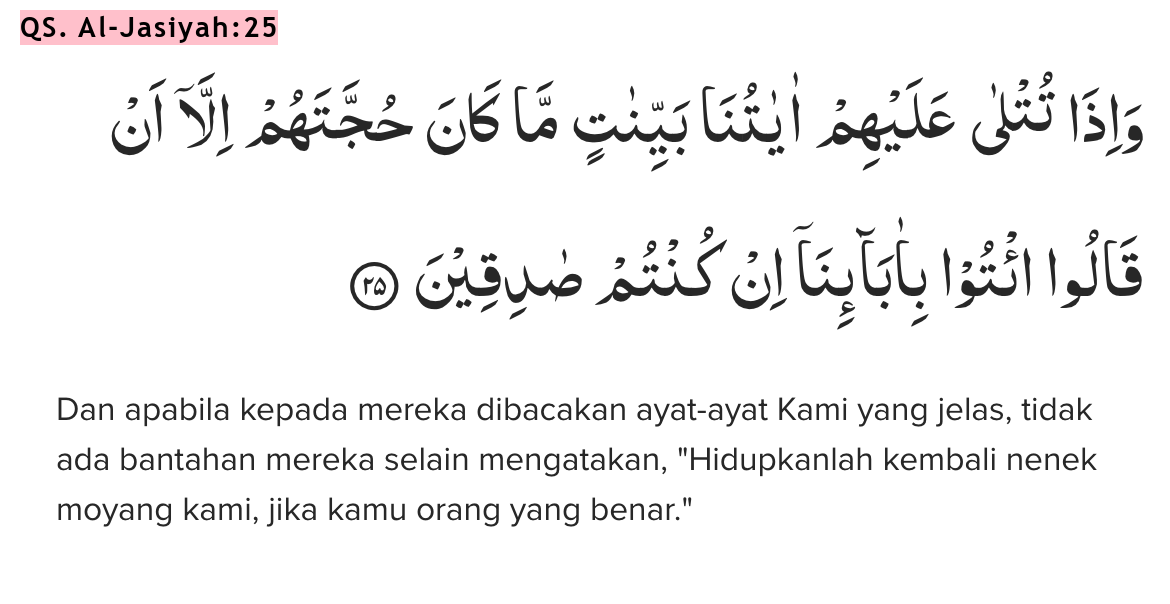 QS. Al-Jasiyah:25
وَاِذَا تُتْلٰى عَلَيْهِمْ اٰيٰتُنَا بَيِّنٰتٍ مَّا كَانَ حُجَّتَهُمْ اِلَّآ اَنْ
قَالُوا ائْتُوْا بِاٰبَاۤىِٕنَآ اِنْ كُنْتُمْ صٰدِقِيْنَ ٢٥
Dan apabila kepada mereka dibacakan ayat-ayat Kami yang jelas, tidak
ada bantahan mereka selain mengatakan, "Hidupkanlah kembali nenek
moyang kami, jika kamu orang yang benar."